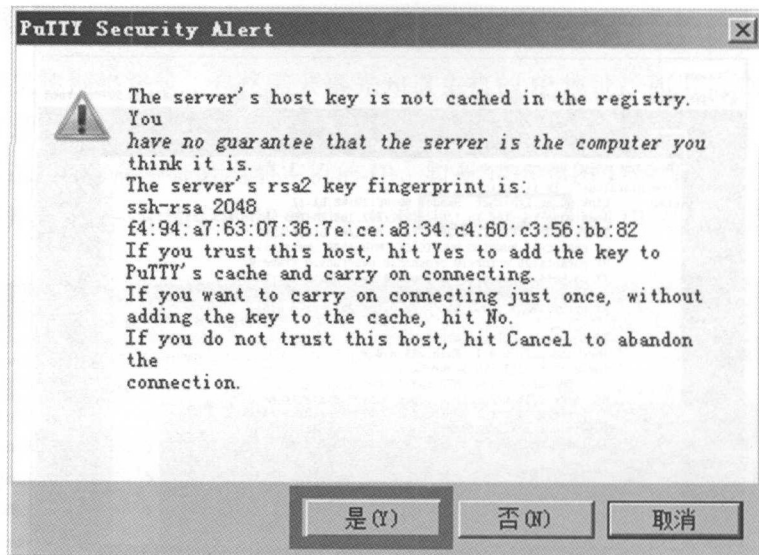 PuTTY Security Alert
The server's host key is not cached in the registry.
You
have no guarantee that the server is the computer you
think it is.
The server's rsa2 key fingerprint is:
ssh-rsa 2048
f4:94:a7:63:07:36:7e:ce:a8:34:c4:60:c3:56:bb:82
If you trust this host, hit Yes to add the key to
PuTTY's cache and carry on connecting.
If you want to carry on connecting just once, without
adding the key to the cache, hit No.
If you do not trust this host, hit Cancel to abandon
the
connection.
是(Y)
否(N)
取消